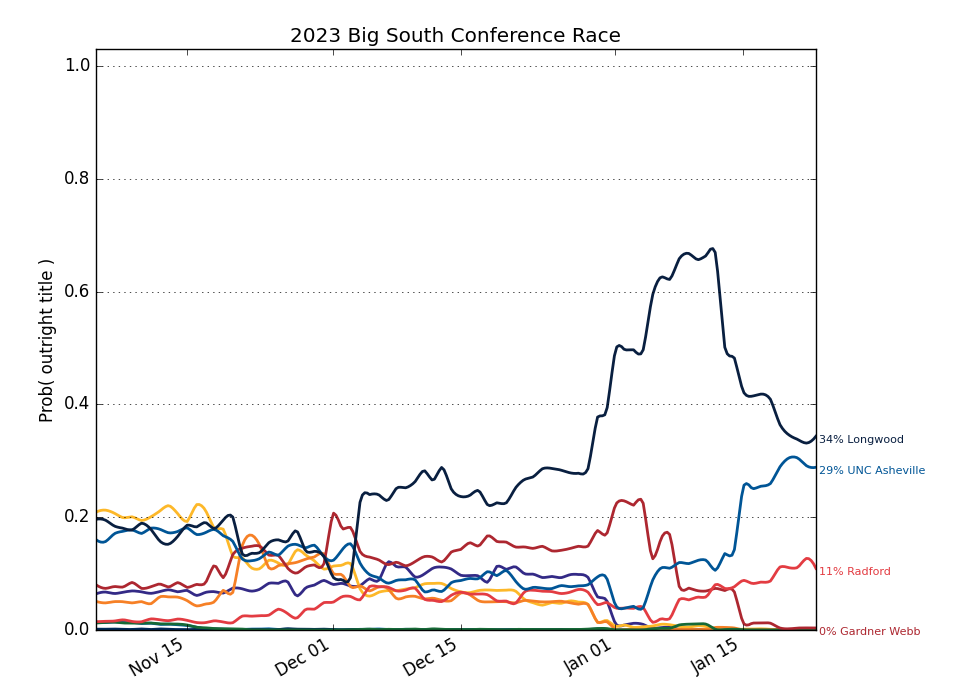 2023 Big South Conference Race
Prob( outright title )
1.0
0.8
0.6
0.4
0.2
0.0
34% Longwood
29% UNC Asheville
11% Radford
0% Gardner Webb
Nov 15
Dec 01
Dec 15
Jan 01
Jan 15